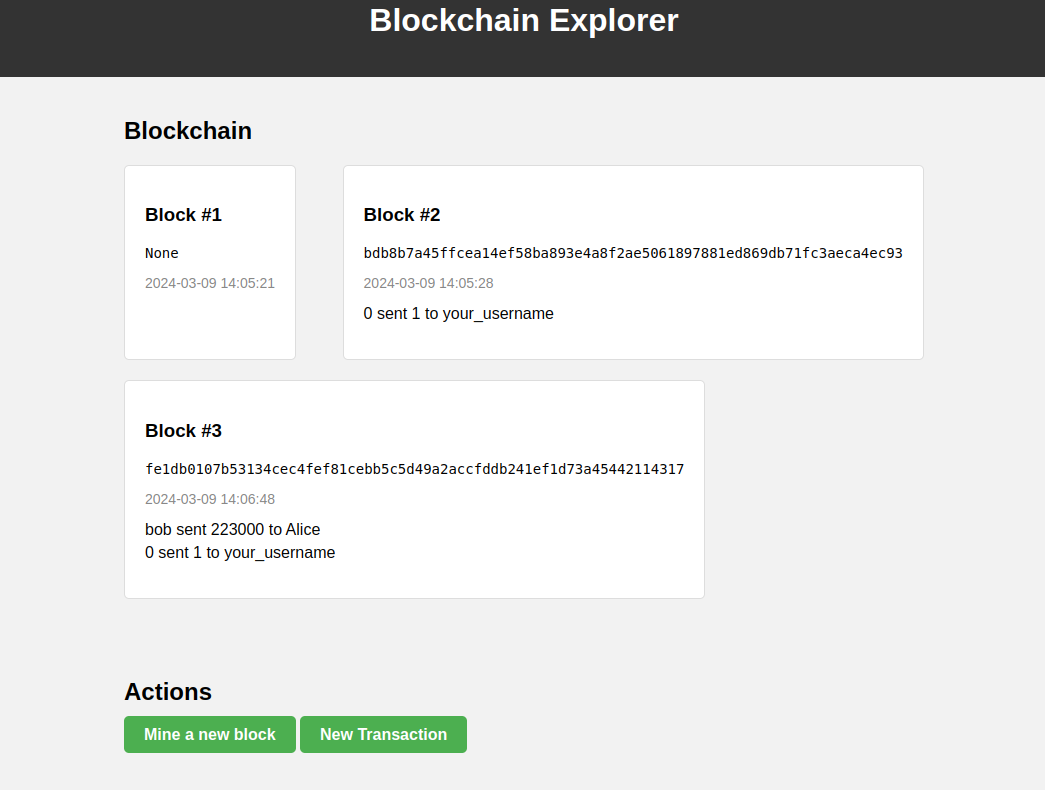 Blockchain Explorer
Blockchain
Block #1
None
2024-03-09 14:05:21
Block #2
bdb8b7a45ffcea14ef58ba893e4a8f2ae5061897881ed869db71fc3aeca4ec93
2024-03-09 14:05:28
0 sent 1 to your_username
Block #3
fe1db0107b53134cec4fef81cebb5c5d49a2accfddb241ef1d73a45442114317
2024-03-09 14:06:48
bob sent 223000 to Alice
0 sent 1 to your_username
Actions
Mine a new block
New Transaction